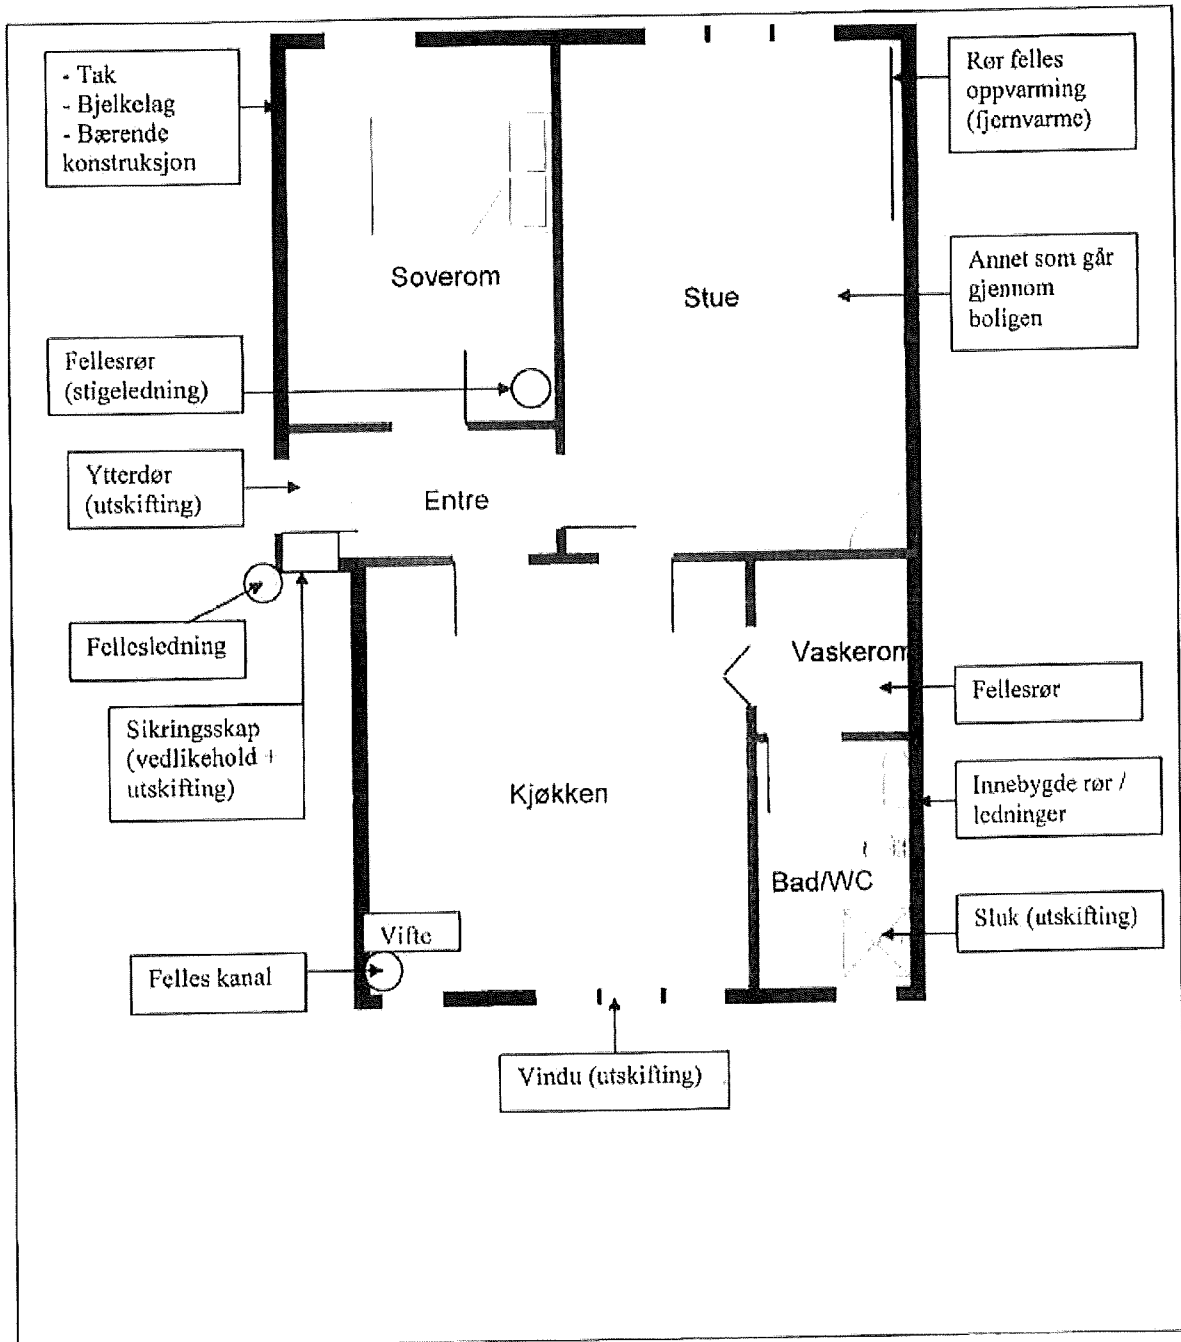 - Tak
- Bjelkelag
- Bærende
konstruksjon
Rør felles
oppvarming
(fjernvarme)
Soverom
Stue
Annet som går
gjennom
boligen
Fellesrør
(stigeledning)
Ytterdør
(utskifting)
Entre
Fellesledning
Vaskerom
Fellesrør
Sikringsskap
(vedlikehold +
utskifting)
Kjøkken
Innebygde rør /
ledninger
Bad/WC
Sluk (utskifting)
Vifte
Felles kanal
Vindu (utskifting)